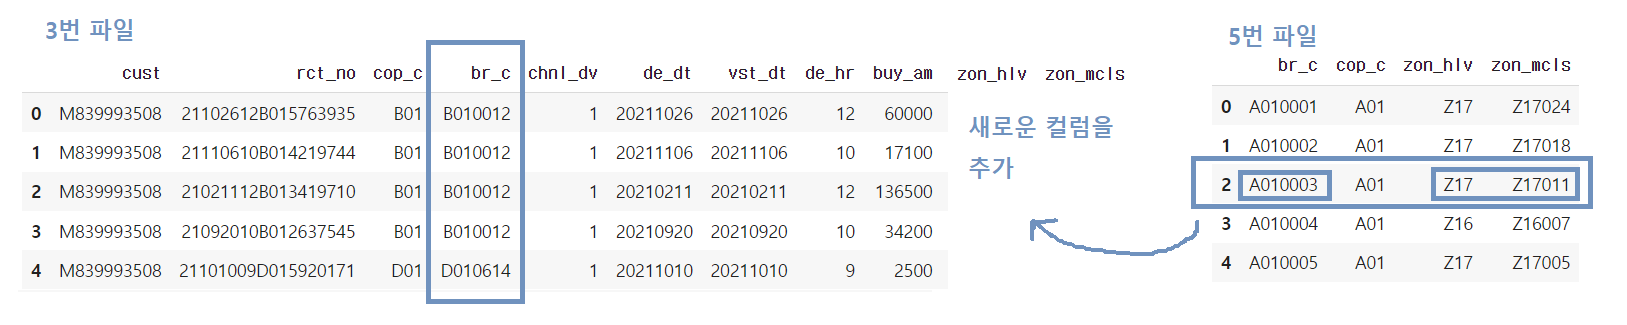 3번 파일
cust rct_no cop_c br_c chnl_dv de_dt vst_dt de_hr buy_am zon_hlv zon_mcls
0 M839993508 21102612B015763935 B01 B010012 1 20211026 20211026 12 60000
1 M839993508 21110610B014219744 B01 B010012 1 20211106 20211106 10 17100
2 M839993508 21021112B013419710 B01 B010012 1 20210211 20210211 12 136500
3 M839993508 21092010B012637545 B01 B010012 1 20210920 20210920 10 34200
4 M839993508 21101009D015920171 D01 D010614 1 20211010 20211010 9 2500
새로운 컬럼을
추가
5번 파일
br_c cop_c zon_hlv zon_mcls
0 A010001 A01 Z17 Z17024
1 A010002 A01 Z17 Z17018
2 A010003 A01 Z17 Z17011
3 A010004 A01 Z16 Z16007
4 A010005 A01 Z17 Z17005